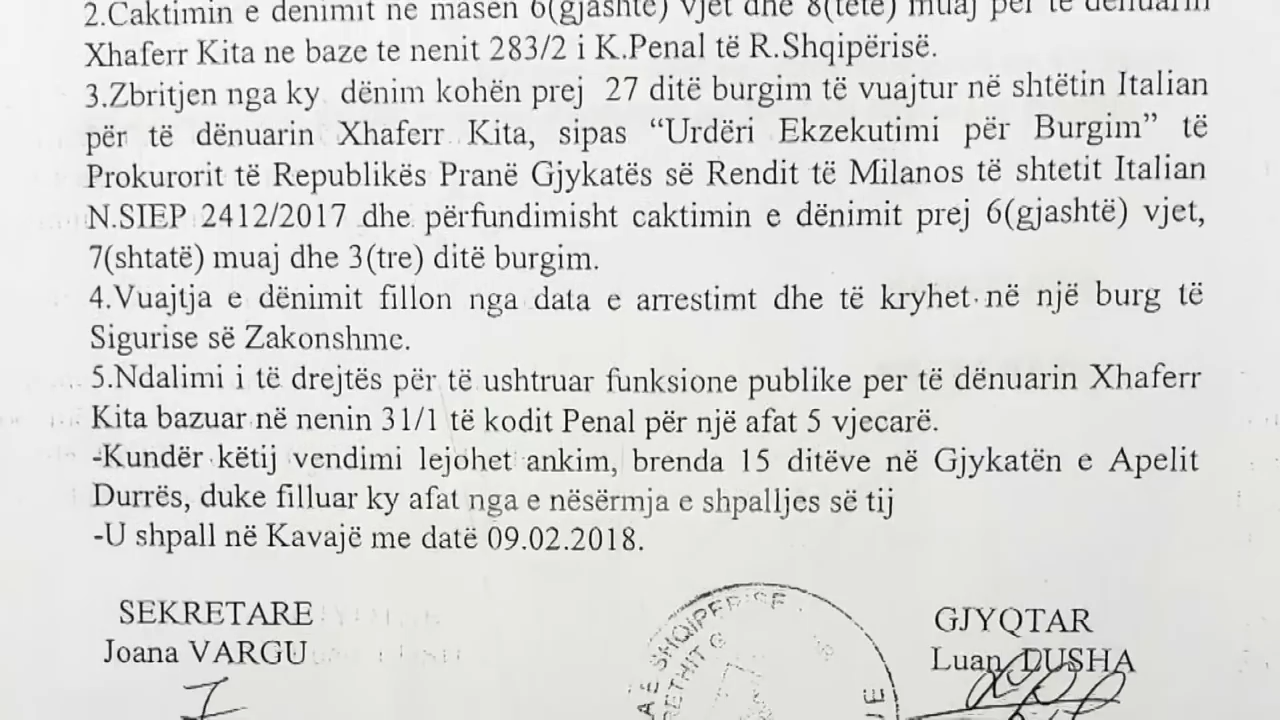 2.Caktimin e dënimit në masën 6(gjashtë) vjet dhe 8(tetë) muaj për të dënuarin
Xhaferr Kita ne baze te nenit 283/2 i K.Penal të R.Shqipërisë.
3.Zbritjen nga ky dënim kohën prej 27 ditë burgim të vuajtur në shtëtin Italian
për të dënuarin Xhaferr Kita, sipas “Urdëri Ekzekutimi për Burgim” të
Prokurorit të Republikës Pranë Gjykatës së Rendit të Milanos të shtetit Italian
N.SIEP 2412/2017 dhe përfundimisht caktimin e dënimit prej 6(gjashtë) vjet,
7(shtatë) muaj dhe 3(tre) ditë burgim.
4.Vuajtja e dënimit fillon nga data e arrestimt dhe të kryhet në një burg të
Sigurise së Zakonshme.
5.Ndalimi i të drejtës për të ushtruar funksione publike per të dënuarin Xhaferr
Kita bazuar në nenin 31/1 të kodit Penal për një afat 5 vjecarë.
-Kundër këtij vendimi lejohet ankim, brenda 15 ditëve në Gjykatën e Apelit
Durrës, duke filluar ky afat nga e nësërmja e shpalljes së tij
-U shpall në Kavajë me datë 09.02.2018.
SEKRETARE
Joana VARGU
GJYQTAR
Luan DUSHA
SHQIPERISE
RETHIT G